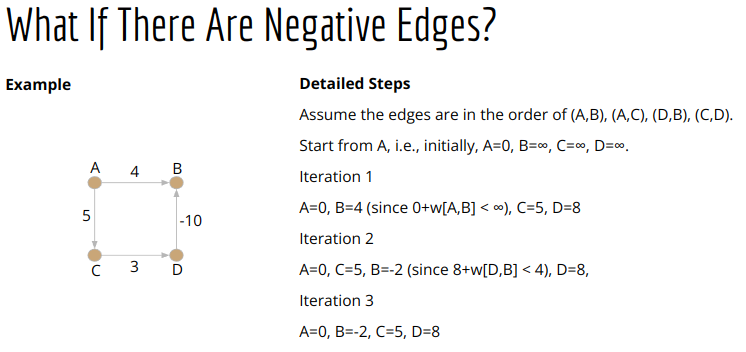 What If There Are Negative Edges?
Example
A 4 B
5
-10
C 3 D
Detailed Steps
Assume the edges are in the order of (A,B), (A,C), (D,B), (C,D).
Start from A, i.e., initially, A=0, B=∞, C=∞, D=∞.
Iteration 1
A=0, B=4 (since 0+w[A,B] < ∞), C=5, D=8
Iteration 2
A=0, C=5, B=-2 (since 8+w[D,B] < 4), D=8,
Iteration 3
A=0, B=-2, C=5, D=8